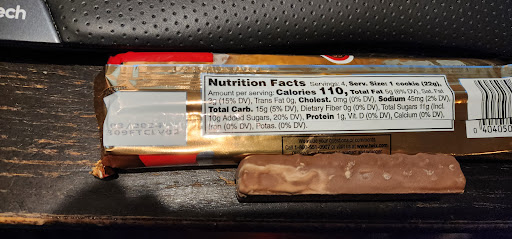 ech
Nutrition Facts Servings: 4, Serv. Size: 1 cookie (22g),
Amount per serving: Calories 110, Total Fat 5g (6% DV), Sat. Fat
3g (15% DV), Trans Fat 0g, Cholest. 0mg (0% DV), Sodium 45mg (2% DV),
Total Carb. 15g (5% DV), Dietary Fiber 0g (0% DV), Total Sugars 11g (Incl.
10g Added Sugars, 20% DV), Protein 1g, Vit. D (0% DV), Calcium (0% DV),
Iron (0% DV), Potas. (0% DV).